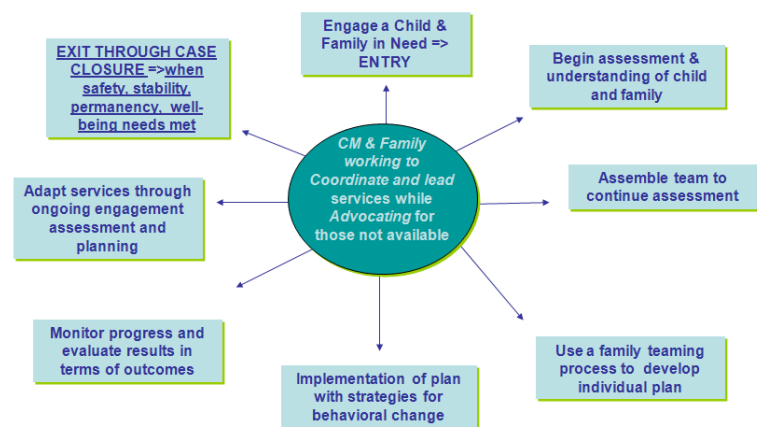 Engage a Child &
Family in Need =>
ENTRY
Begin assessment &
understanding of child
and family
Assemble team to
continue assessment
Use a family teaming
process to develop
individual plan
Implementation of plan
with strategies for
behavioral change
Monitor progress and
evaluate results in
terms of outcomes
Adapt services through
ongoing engagement
assessment and
planning
EXIT THROUGH CASE
CLOSURE =>when
safety, stability,
permanency, well-
being needs met
CM & Family
working to
Coordinate and lead
services while
Advocating for
those not available